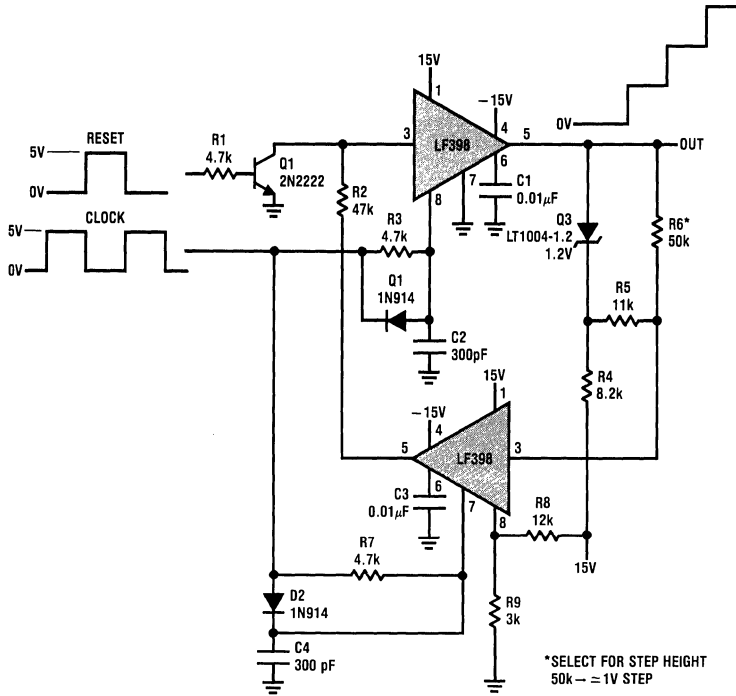 15V
1
-15V
RESET
5V
0V
R1
4.7k
Q1
2N2222
3
LF398
4
5
6
7
8
C1
0.01µF
0V
OUT
CLOCK
5V
0V
R2
47k
R3
4.7k
Q3
LT1004-1.2
1.2V
R6*
50k
Q1
1N914
C2
300pF
R5
11k
R4
8.2k
15V
1
-15V
4
5
LF398
3
6
7
8
C3
0.01µF
R8
12k
15V
R7
4.7k
D2
1N914
R9
3k
C4
300 pF
*SELECT FOR STEP HEIGHT
50k → ≃ 1V STEP